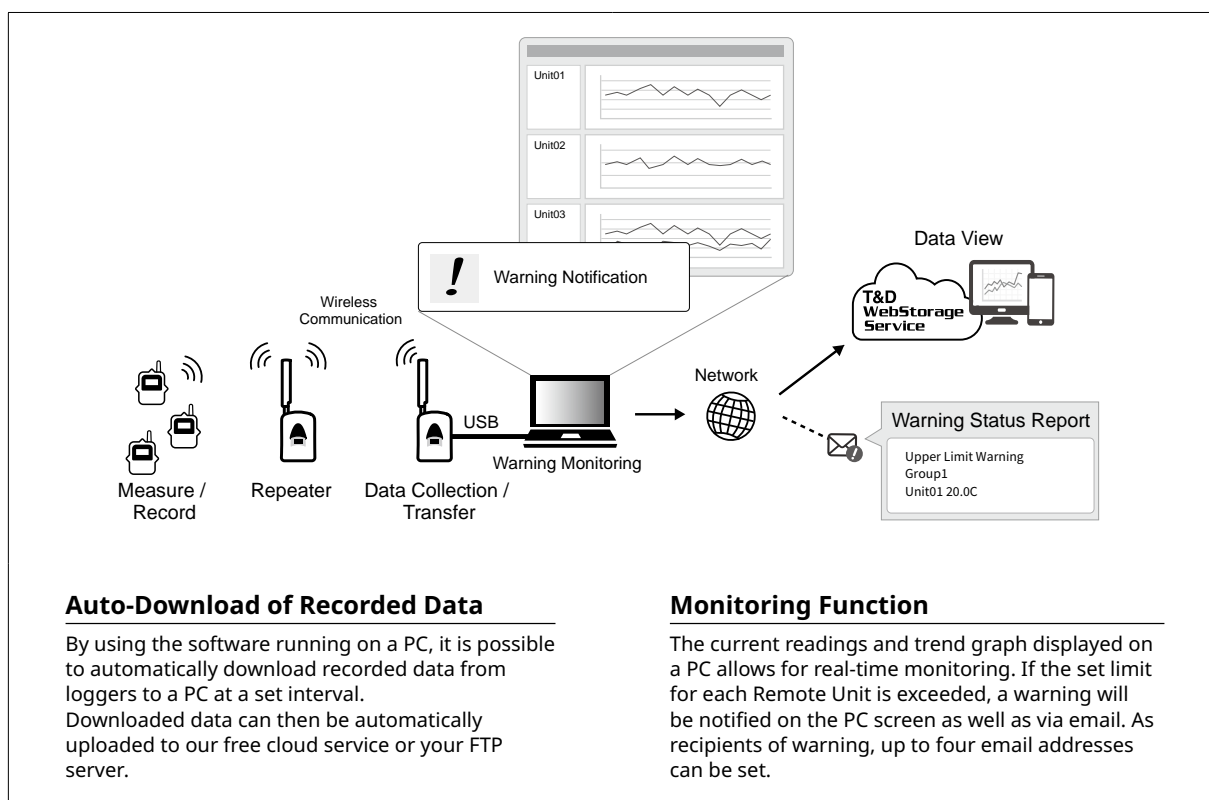 Unit01
Unit02
Unit03
! Warning Notification
Data View
T&D
WebStorage
Service
Wireless
Communication
Network
USB
Warning Monitoring
Warning Status Report
Upper Limit Warning
Group1
Unit01 20.0C
Measure /
Record
Repeater
Data Collection /
Transfer
Auto-Download of Recorded Data
By using the software running on a PC, it is possible
to automatically download recorded data from
loggers to a PC at a set interval.
Downloaded data can then be automatically
uploaded to our free cloud service or your FTP
server.
Monitoring Function
The current readings and trend graph displayed on
a PC allows for real-time monitoring. If the set limit
for each Remote Unit is exceeded, a warning will
be notified on the PC screen as well as via email. As
recipients of warning, up to four email addresses
can be set.